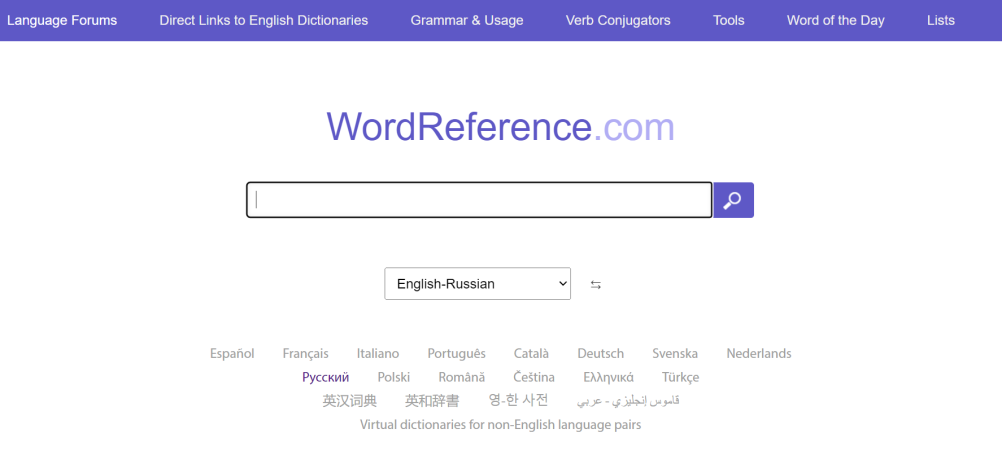 Language Forums Direct Links to English Dictionaries Grammar & Usage Verb Conjugators Tools Word of the Day Lists
WordReference.com
English-Russian
Español Français Italiano Português Català Deutsch Svenska Nederlands
Русский Polski Română Čeština Ελληνικά Türkçe
英汉词典 英和辞書 영-한 사전 قاموس إنجليزي - عربي
Virtual dictionaries for non-English language pairs